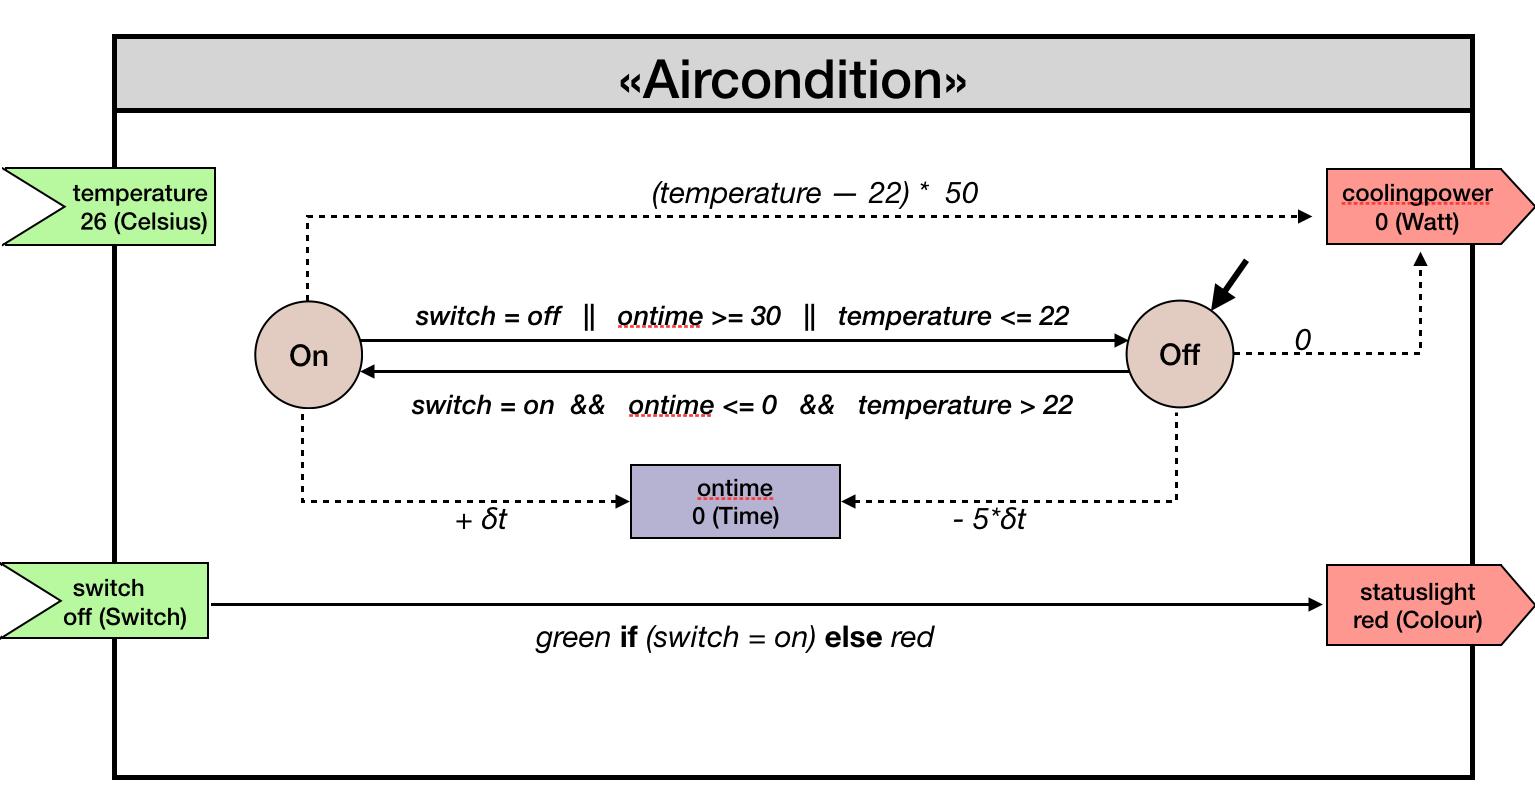 «Aircondition»
temperature
26 (Celsius)
(temperature — 22) * 50
coolingpower
0 (Watt)
switch = off || ontime >= 30 || temperature <= 22
On
Off
0
switch = on && ontime <= 0 && temperature > 22
ontime
0 (Time)
+ δt
- 5*δt
switch
off (Switch)
statuslight
red (Colour)
green if (switch = on) else red